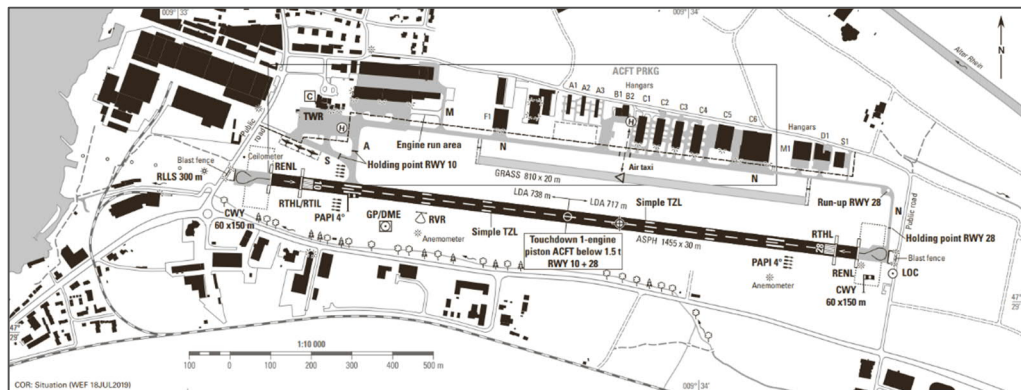 009° 33'
009° 34'
Alter Rhein
N
ACFT PRKG
Hangars
A1 A2 A3 B1 B2 C1 C2 C3 C4 C5 C6
Hangars
M1 D1 S1
C
TWR
H
M
F1
H
Public road
Engine run area
A
S
N
Holding point RWY 10
Air taxi
N
Blast fence
Ceilometer
RENL
RLLS 300 m
GRASS 810 x 20 m
LDA 738 m
LDA 717 m
Simple TZL
Run-up RWY 28
N
Public road
10
RTHL/RTIL
PAPI 4°
CWY
60 x150 m
GP/DME
RVR
Anemometer
Simple TZL
Touchdown 1-engine
piston ACFT below 1.5 t
RWY 10 + 28
ASPH 1455 x 30 m
RTHL
28
Holding point RWY 28
PAPI 4°
RENL
Blast fence
LOC
Anemometer
CWY
60 x150 m
47°
29'
1:10 000
100 0 100 200 300 400 500 m
009° 34'
COR: Situation (WEF 18JUL2019)